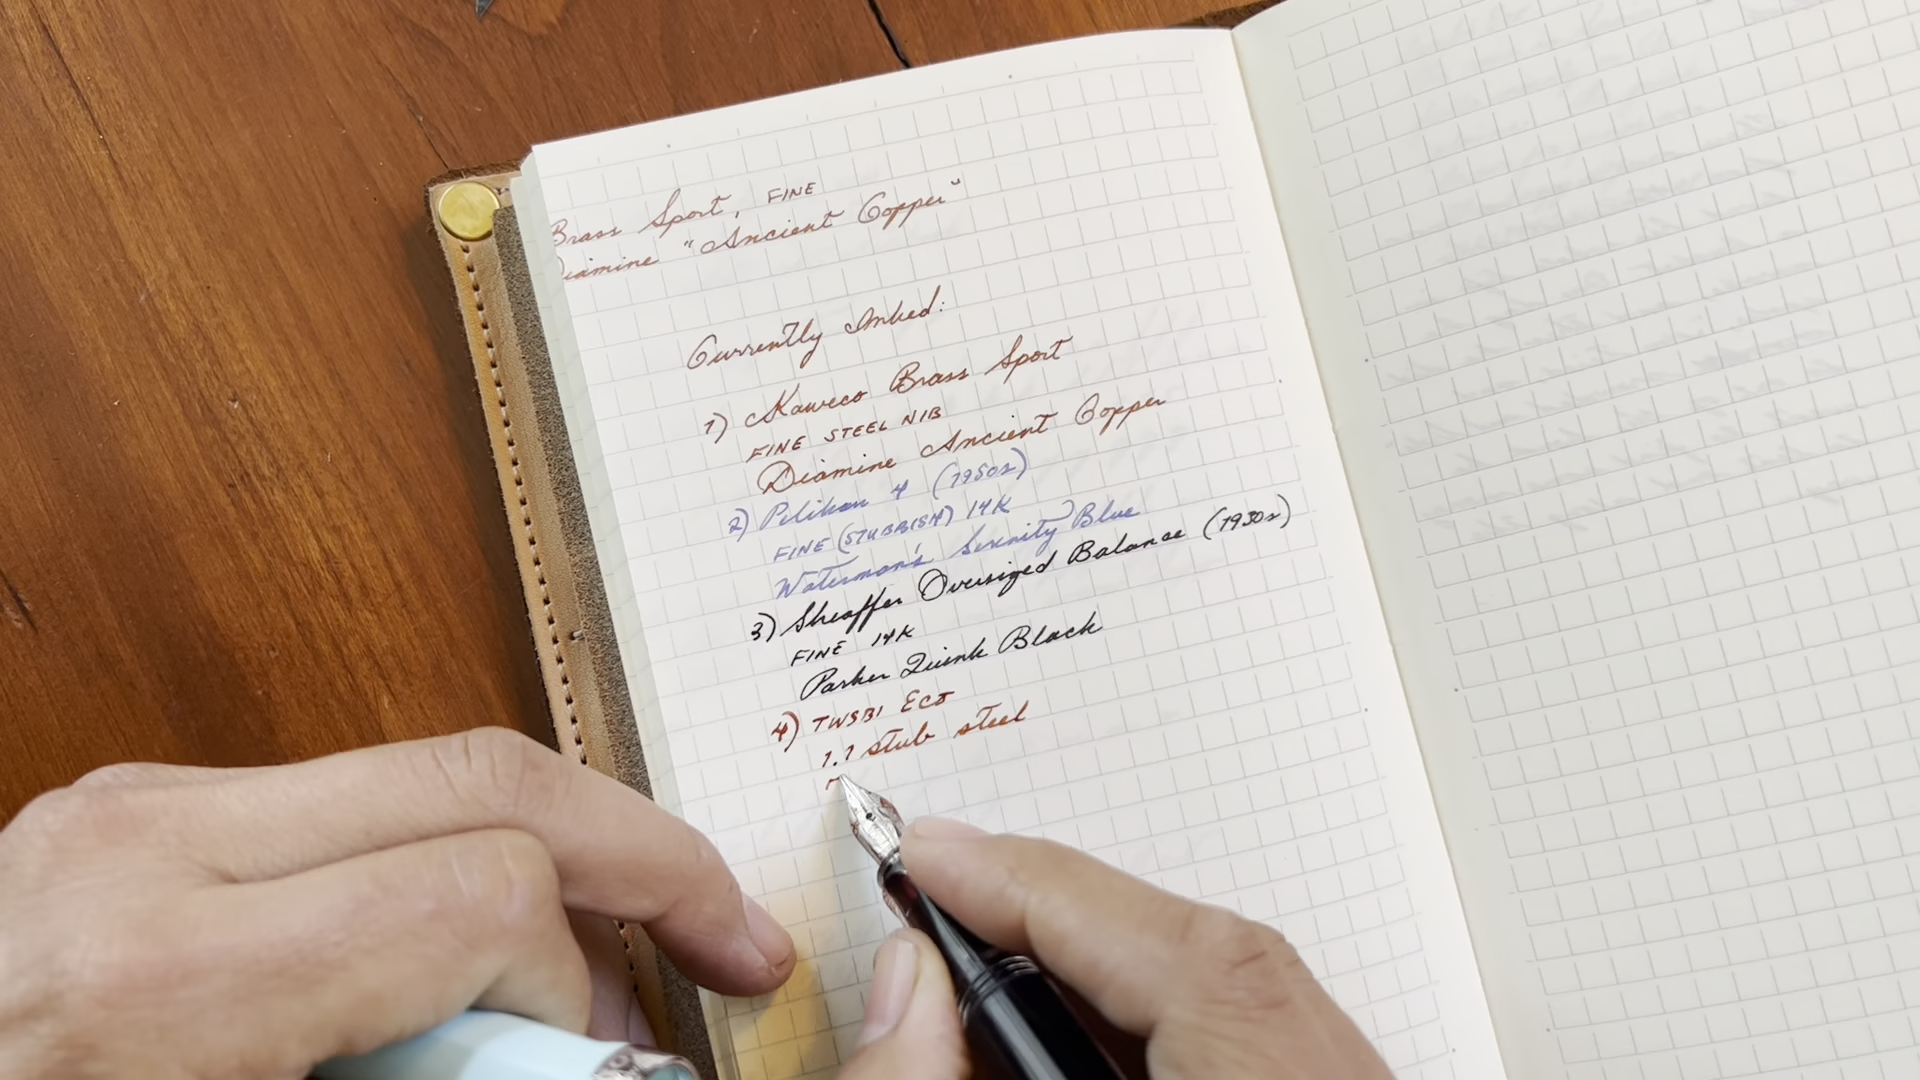 Brass Sport, FINE
Diamine "Ancient Copper"
Currently Inked:
1) Kaweco Brass Sport
FINE STEEL NIB
Diamine Ancient Copper
2) Pelikan 4 (1950s)
FINE (STUBBISH) 14K
Waterman's Serenity Blue
3) Sheaffer Oversized Balance (1930s)
FINE 14K
Parker Quink Black
4) TWSBI ECO
1.1 stub steel